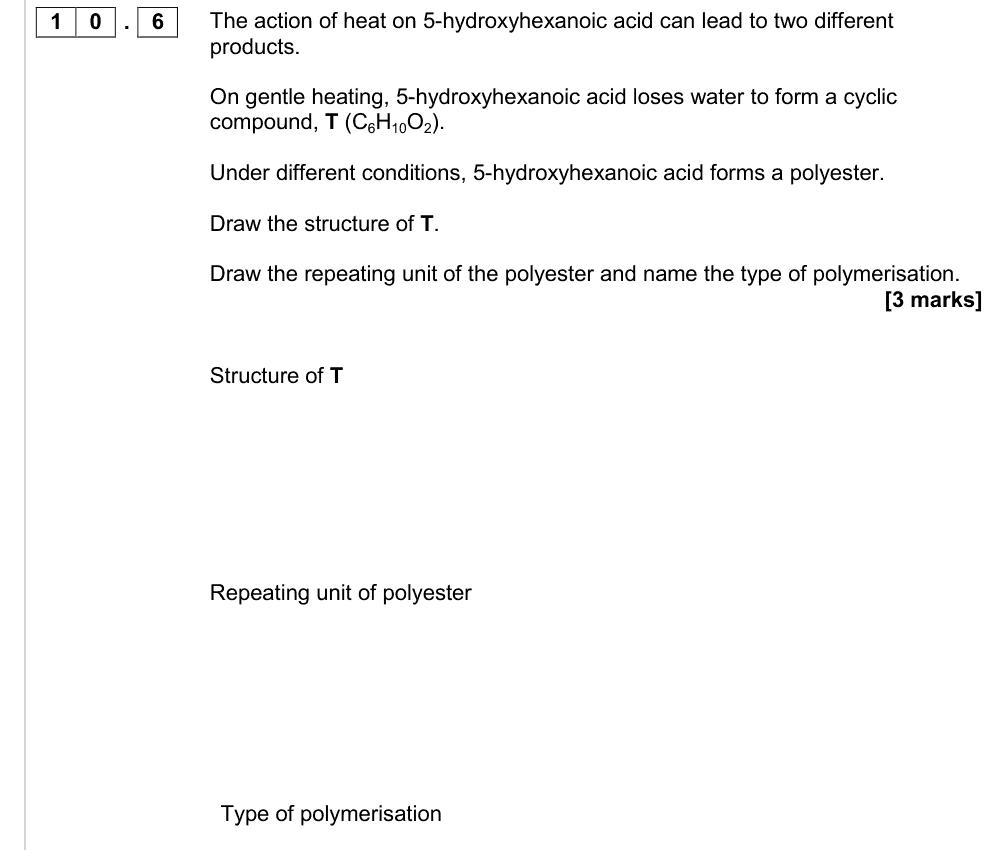 1 0 . 6 The action of heat on 5-hydroxyhexanoic acid can lead to two different
products.
On gentle heating, 5-hydroxyhexanoic acid loses water to form a cyclic
compound, T (C₆H₁₀O₂).
Under different conditions, 5-hydroxyhexanoic acid forms a polyester.
Draw the structure of T.
Draw the repeating unit of the polyester and name the type of polymerisation.
[3 marks]
Structure of T
Repeating unit of polyester
Type of polymerisation